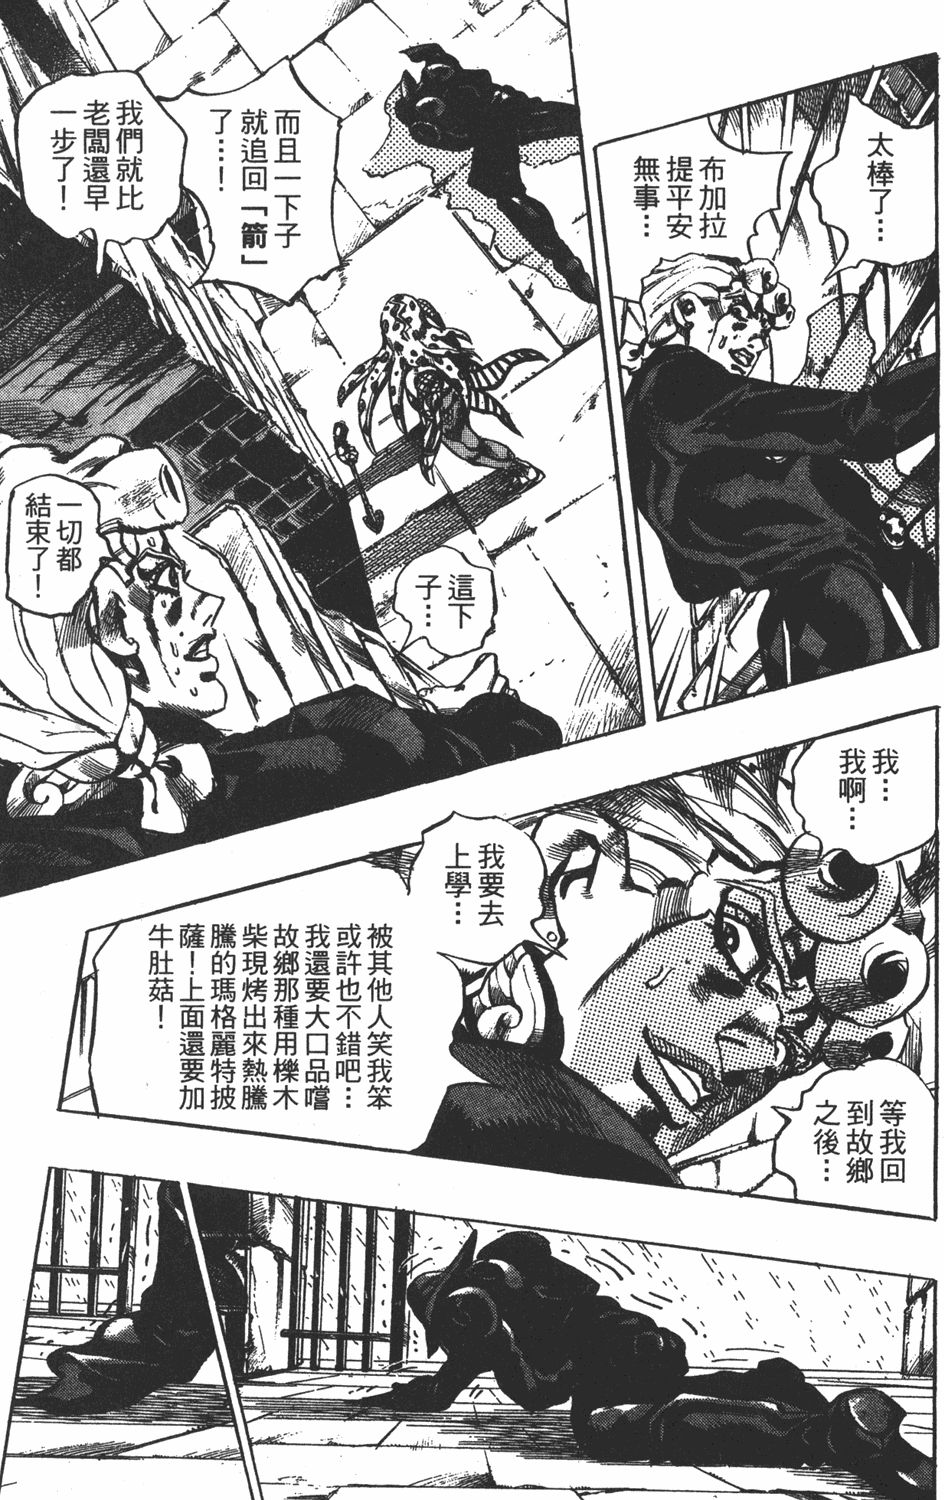 太棒了…
布加拉
提平安
無事…
而且一下子
就追回「箭」
了…！
我們就比
老闆還早
一步了！
這下
子…
一切都
結束了！
我…
我啊…
等我回
到故鄉
之後…
我要去
上學…
被其他人笑我笨
或許也不錯吧…
我還要大口品嚐
故鄉那種用櫟木
柴現烤出來熱騰
騰的瑪格麗特披
薩！上面還要加
牛肚菇！